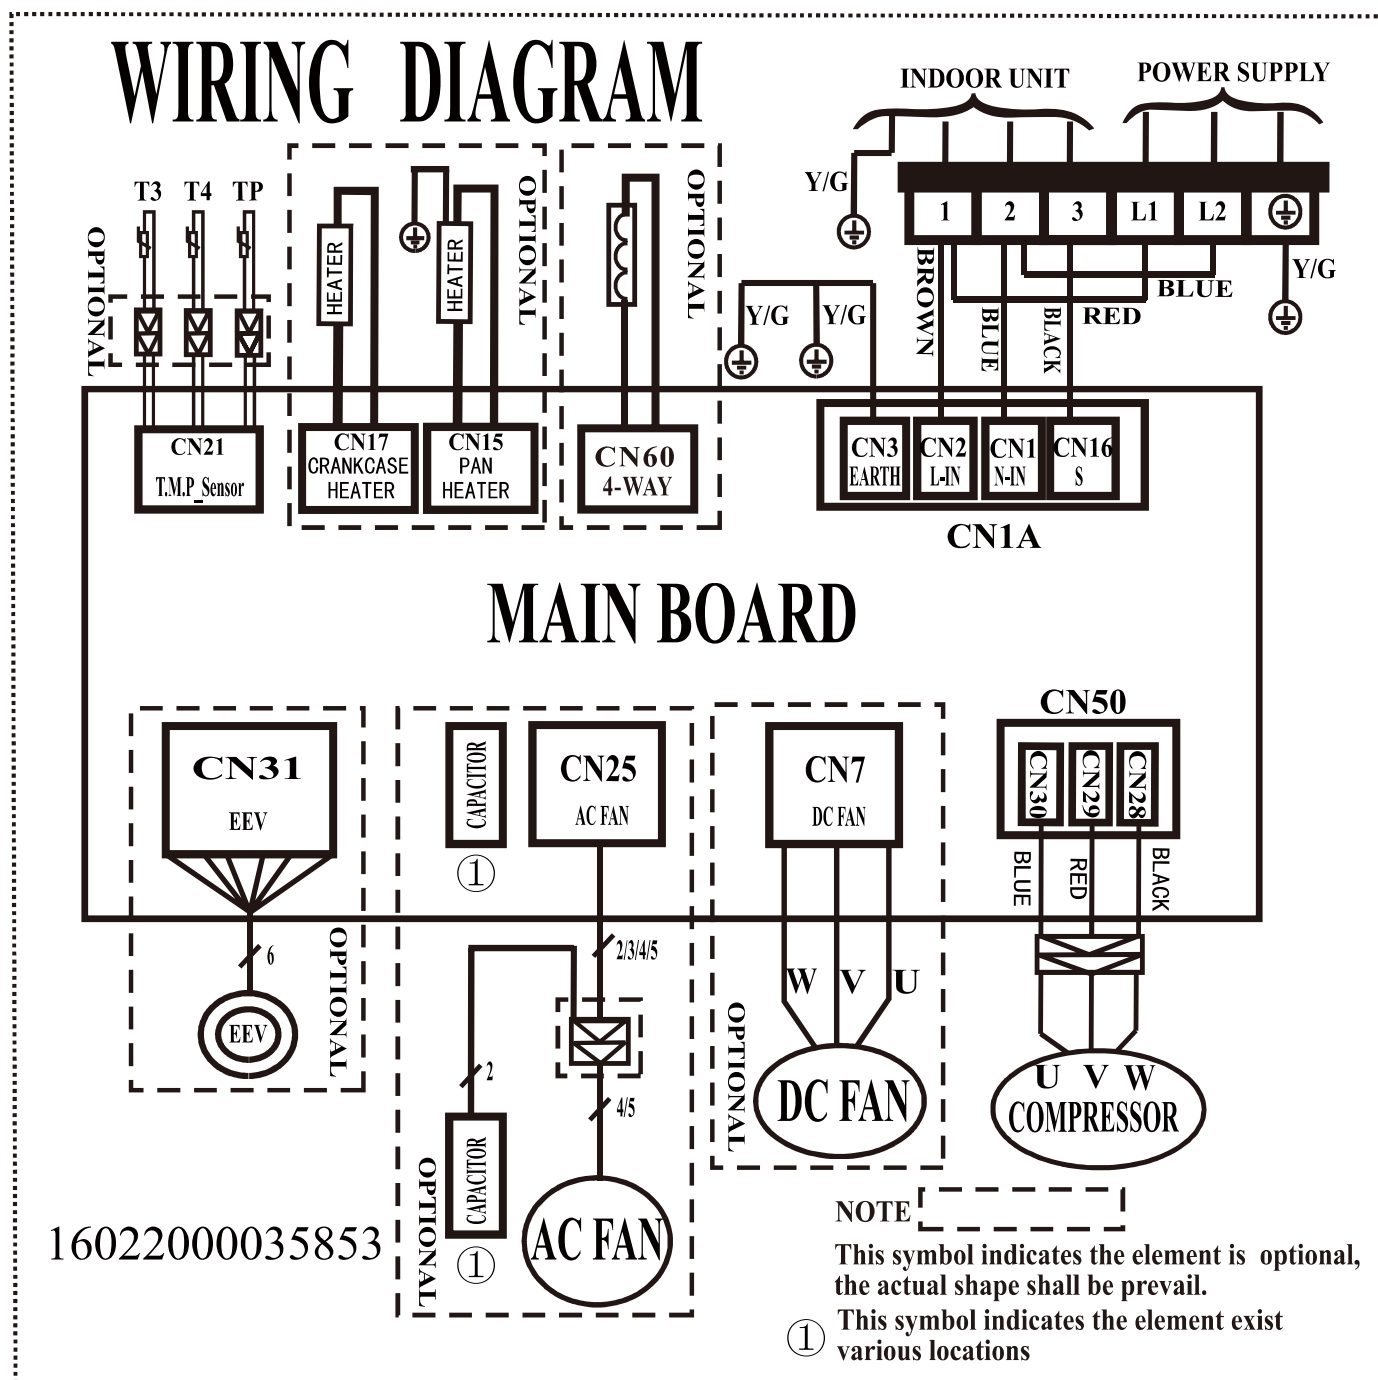 WIRING DIAGRAM
INDOOR UNIT
POWER SUPPLY
T3 T4 TP
OPTIONAL
HEATER
HEATER
OPTIONAL
OPTIONAL
Y/G
1 2 3 L1 L2
Y/G
BLUE
RED
Y/G Y/G
BROWN
BLUE
BLACK
CN21
T.M.P_Sensor
CN17
CRANKCASE
HEATER
CN15
PAN
HEATER
CN60
4-WAY
CN3
EARTH
CN2
L-IN
CN1
N-IN
CN16
S
CN1A
MAIN BOARD
CN31
EEV
CAPACITOR
①
CN25
AC FAN
CN7
DC FAN
CN50
CN30
CN29
CN28
BLUE
RED
BLACK
6
EEV
OPTIONAL
2/3/4/5
2
4/5
CAPACITOR
①
OPTIONAL
AC FAN
W V U
DC FAN
OPTIONAL
U V W
COMPRESSOR
16022000035853
NOTE
This symbol indicates the element is optional,
the actual shape shall be prevail.
① This symbol indicates the element exist
various locations